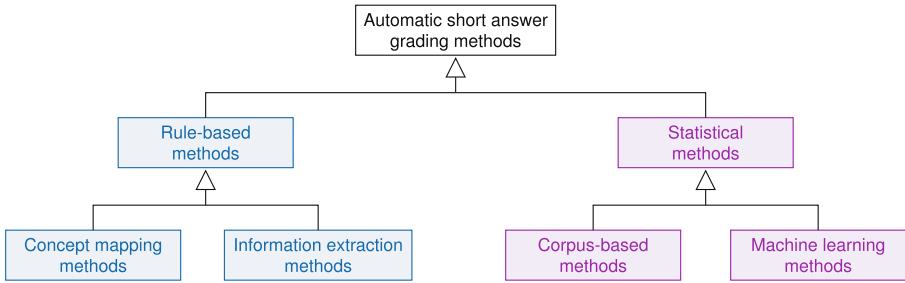 Automatic short answer
grading methods
Rule-based
methods
Statistical
methods
Concept mapping
methods
Information extraction
methods
Corpus-based
methods
Machine learning
methods